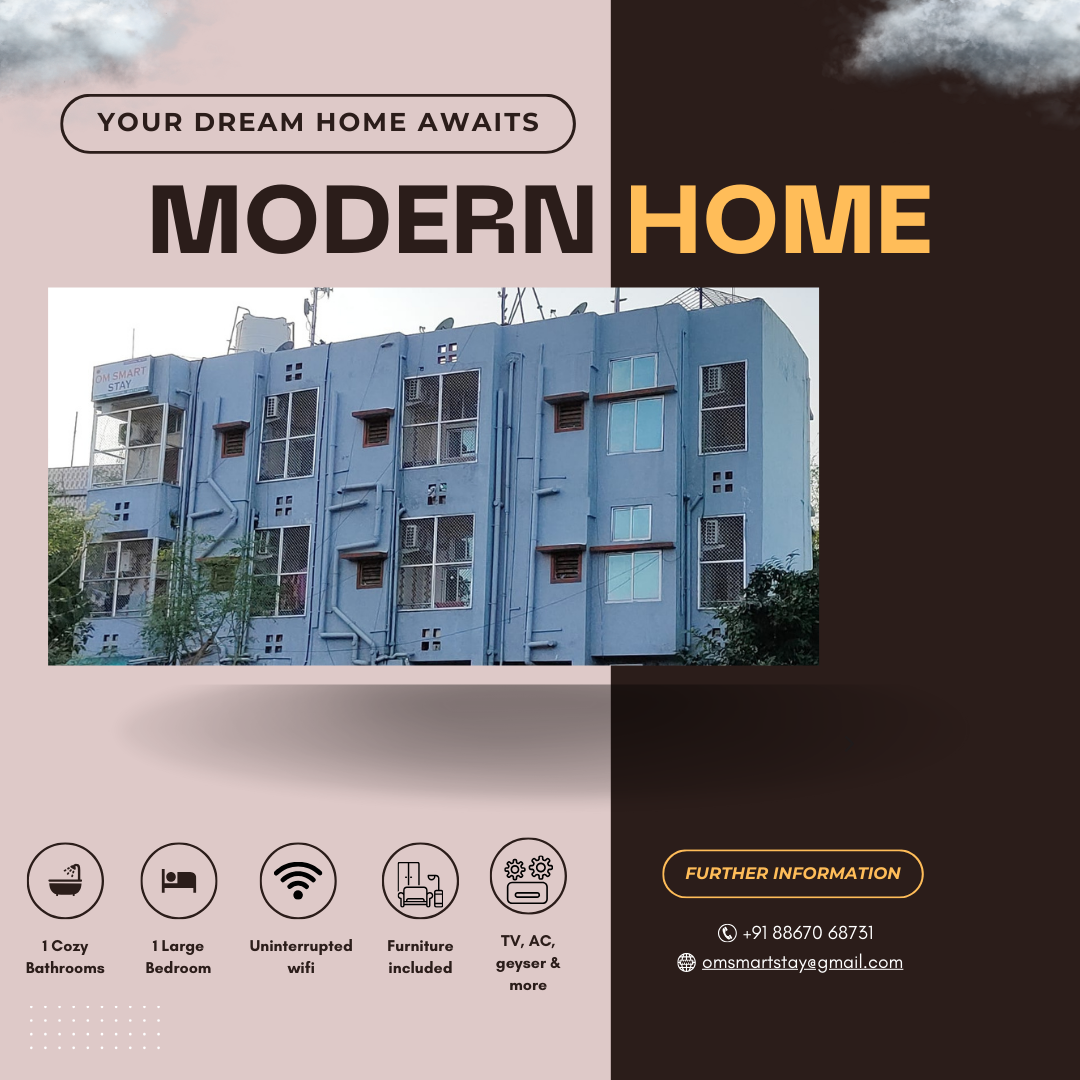 YOUR DREAM HOME AWAITS
MODERN HOME
OM SMART
STAY
1 Cozy
Bathrooms
1 Large
Bedroom
Uninterrupted
wifi
Furniture
included
TV, AC,
geyser &
more
FURTHER INFORMATION
+91 88670 68731
omsmartstay@gmail.com